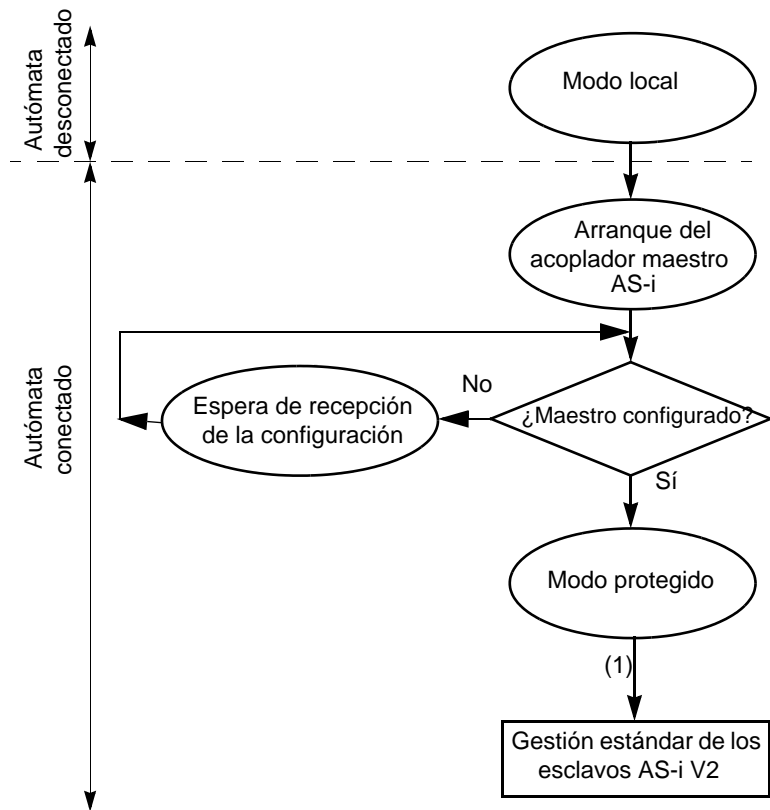 Autómata
desconectado
Modo local
Arranque del
acoplador maestro
AS-i
Autómata
conectado
No
Espera de recepción
de la configuración
¿Maestro configurado?
Sí
Modo protegido
(1)
Gestión estándar de los
esclavos AS-i V2